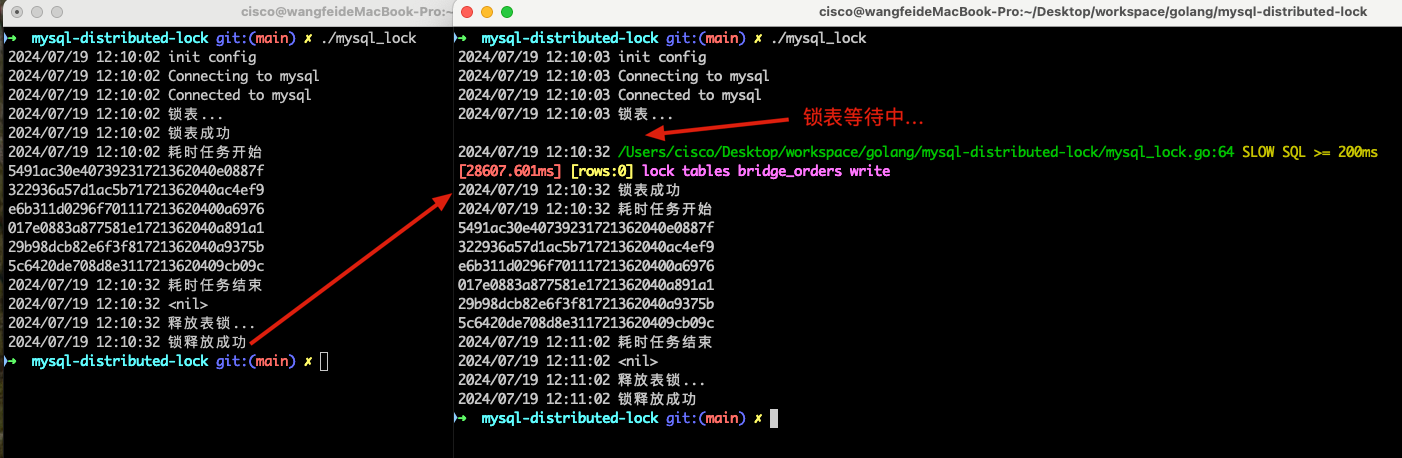 cisco@wangfeideMacBook-Pro:~
→ mysql-distributed-lock git:(main) ✗ ./mysql_lock
2024/07/19 12:10:02 init config
2024/07/19 12:10:02 Connecting to mysql
2024/07/19 12:10:02 Connected to mysql
2024/07/19 12:10:02 锁表...
2024/07/19 12:10:02 锁表成功
2024/07/19 12:10:02 耗时任务开始
5491ac30e40739231721362040e0887f
322936a57d1ac5b71721362040ac4ef9
e6b311d0296f701117213620400a6976
017e0883a877581e1721362040a891a1
29b98dcb82e6f3f81721362040a9375b
5c6420de708d8e3117213620409cb09c
2024/07/19 12:10:32 耗时任务结束
2024/07/19 12:10:32 <nil>
2024/07/19 12:10:32 释放表锁...
2024/07/19 12:10:32 锁释放成功
→ mysql-distributed-lock git:(main) ✗
cisco@wangfeideMacBook-Pro:~/Desktop/workspace/golang/mysql-distributed-lock
→ mysql-distributed-lock git:(main) ✗ ./mysql_lock
2024/07/19 12:10:03 init config
2024/07/19 12:10:03 Connecting to mysql
2024/07/19 12:10:03 Connected to mysql
2024/07/19 12:10:03 锁表...
锁表等待中...
2024/07/19 12:10:32 /Users/cisco/Desktop/workspace/golang/mysql-distributed-lock/mysql_lock.go:64 SLOW SQL >= 200ms
[28607.601ms] [rows:0] lock tables bridge_orders write
2024/07/19 12:10:32 锁表成功
2024/07/19 12:10:32 耗时任务开始
5491ac30e40739231721362040e0887f
322936a57d1ac5b71721362040ac4ef9
e6b311d0296f701117213620400a6976
017e0883a877581e1721362040a891a1
29b98dcb82e6f3f81721362040a9375b
5c6420de708d8e3117213620409cb09c
2024/07/19 12:11:02 耗时任务结束
2024/07/19 12:11:02 <nil>
2024/07/19 12:11:02 释放表锁...
2024/07/19 12:11:02 锁释放成功
→ mysql-distributed-lock git:(main) ✗